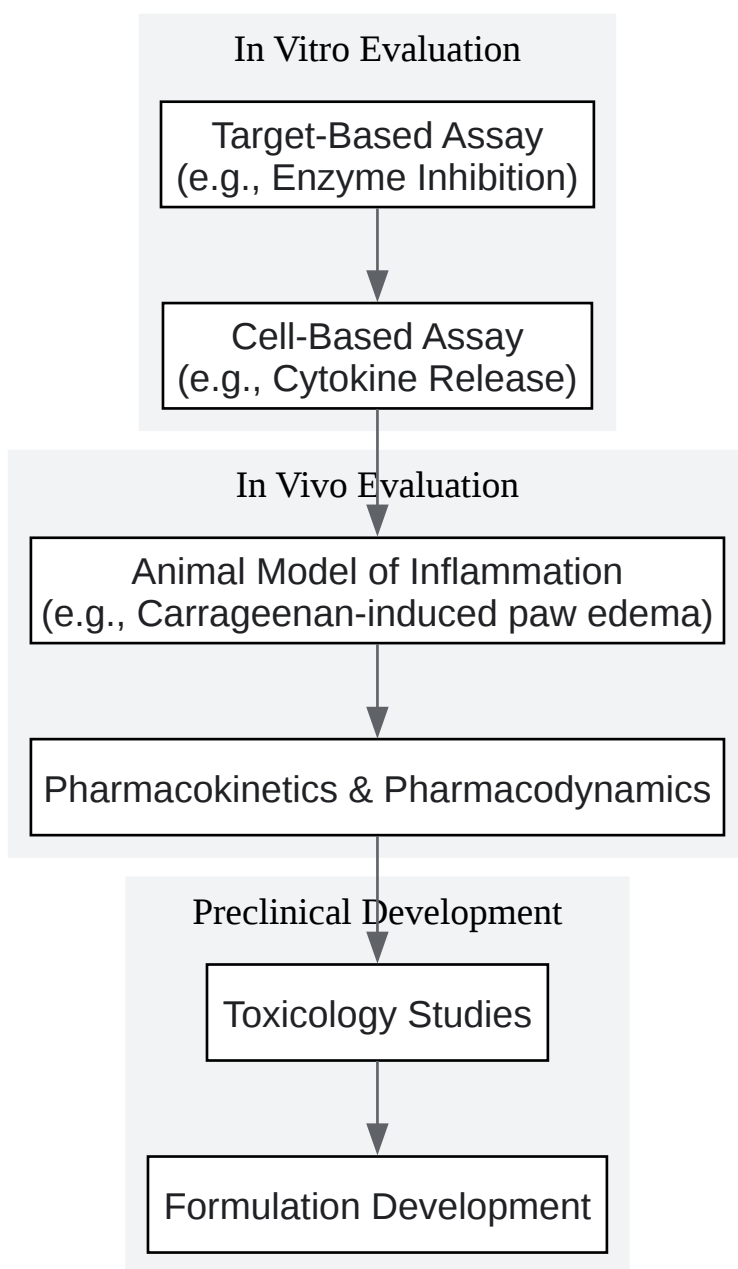 In Vitro Evaluation
Target-Based Assay
(e.g., Enzyme Inhibition)
Cell-Based Assay
(e.g., Cytokine Release)
In Vivo Evaluation
Animal Model of Inflammation
(e.g., Carrageenan-induced paw edema)
Pharmacokinetics & Pharmacodynamics
Preclinical Development
Toxicology Studies
Formulation Development